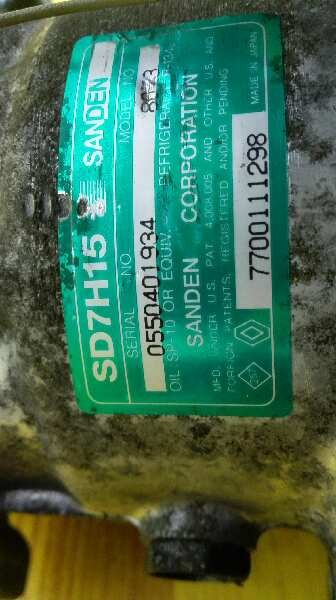 SD7H15 SANDEN
SERIAL NO MODEL NO
0550401934 8073
OIL SP-10 OR EQUIV. REFRIGERANT
SANDEN CORPORATION
MFD. UNDER U.S. PAT. 4,008,005 AND OTHER U.S. AND
FOREIGN PATENTS, REGISTERED AND/OR PENDING
7700111298 MADE IN JAPAN